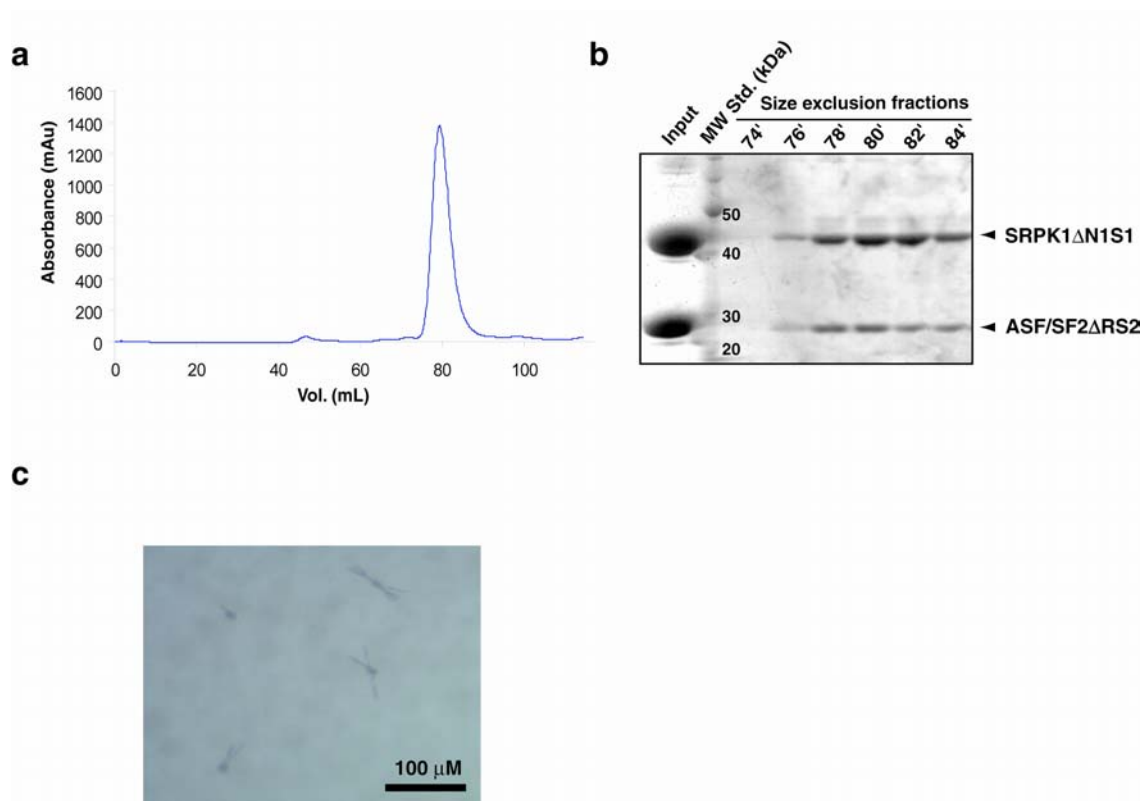 a
1600
1400
1200
1000
800
600
400
200
0
Absorbance (mAu)
0 20 40 60 80 100
Vol. (mL)
b
Input
MW Std. (kDa)
Size exclusion fractions
74' 76' 78' 80' 82' 84'
50
40
30
20
SRPK1ΔN1S1
ASF/SF2ΔRS2
c
100 μM